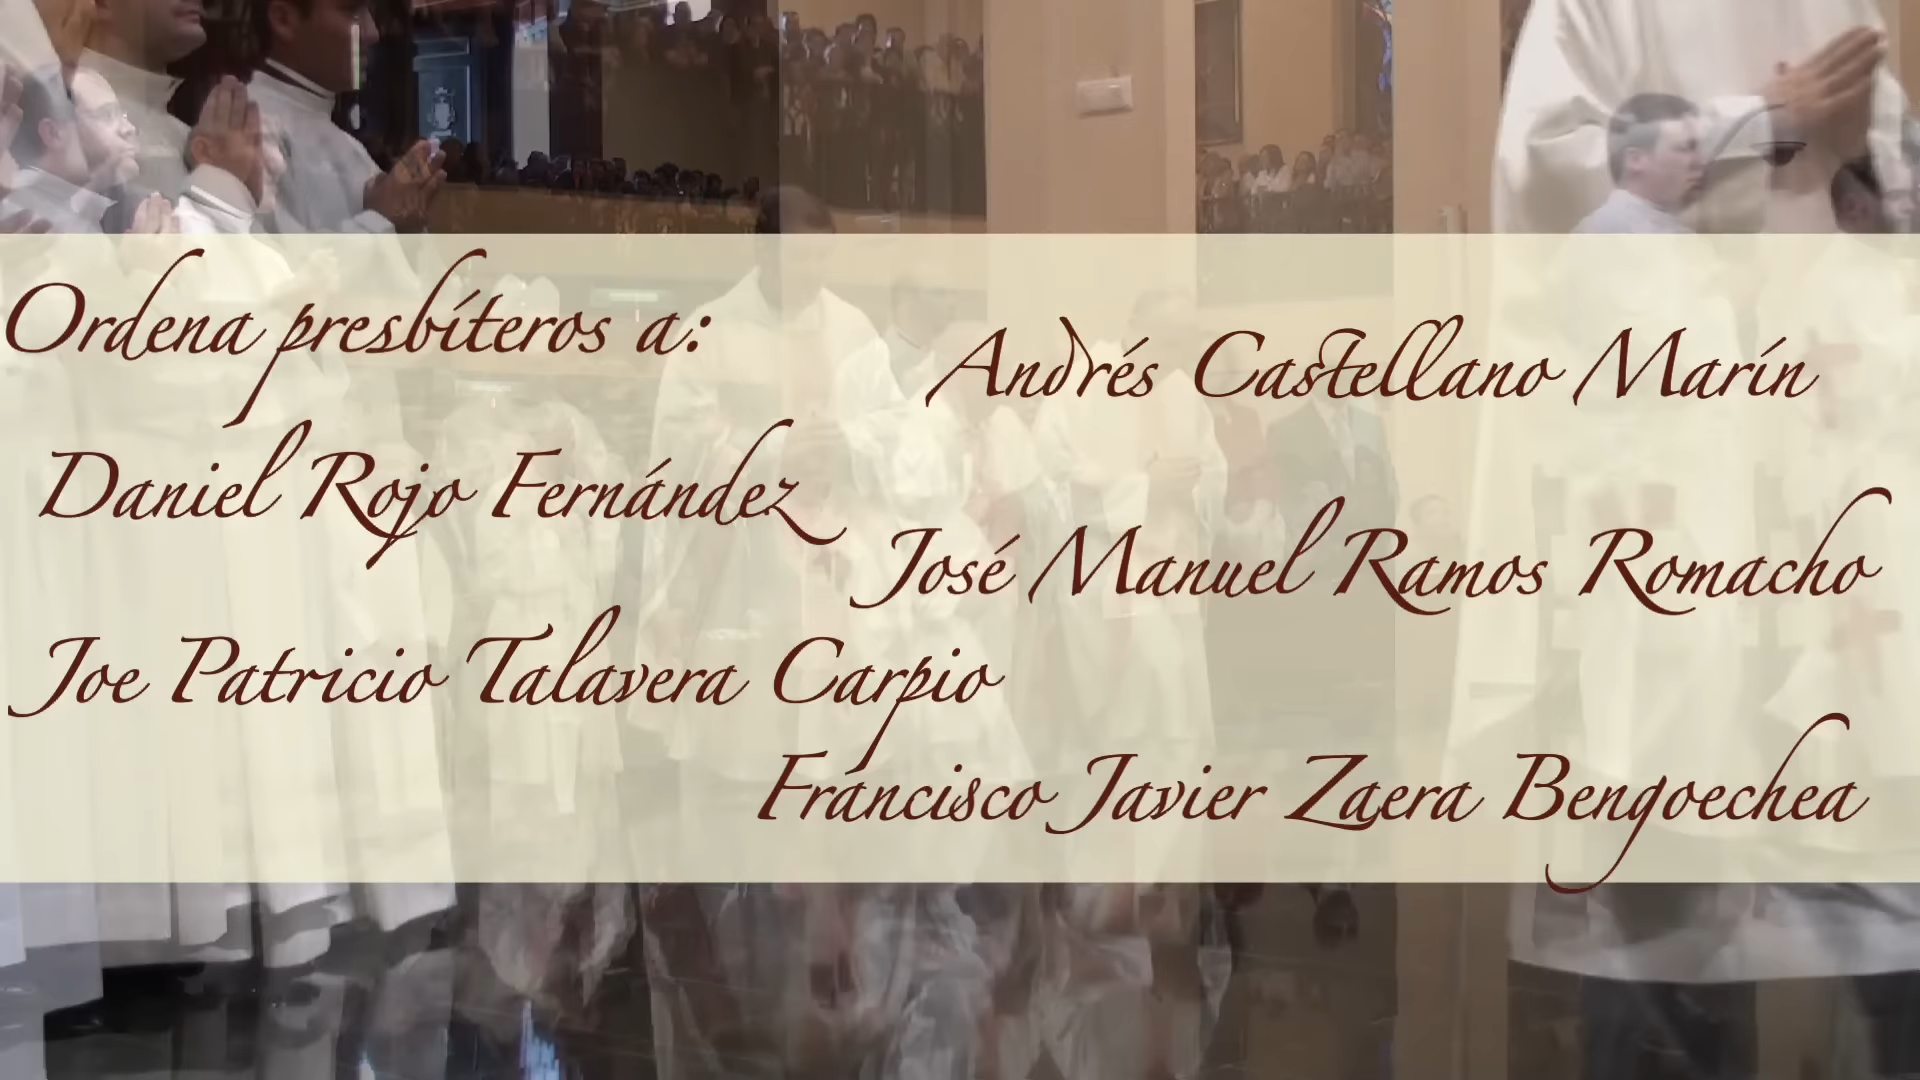 Ordena presbíteros a:
Andrés Castellano Marín
Daniel Rojo Fernández
José Manuel Ramos Romacho
Joe Patricio Talavera Carpio
Francisco Javier Zaera Bengoechea